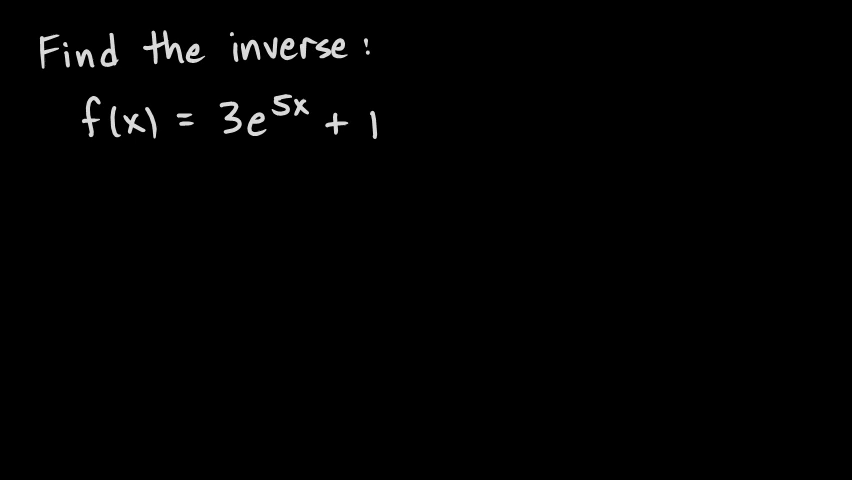 Find the inverse:
f(x) = 3e^{5x} + 1